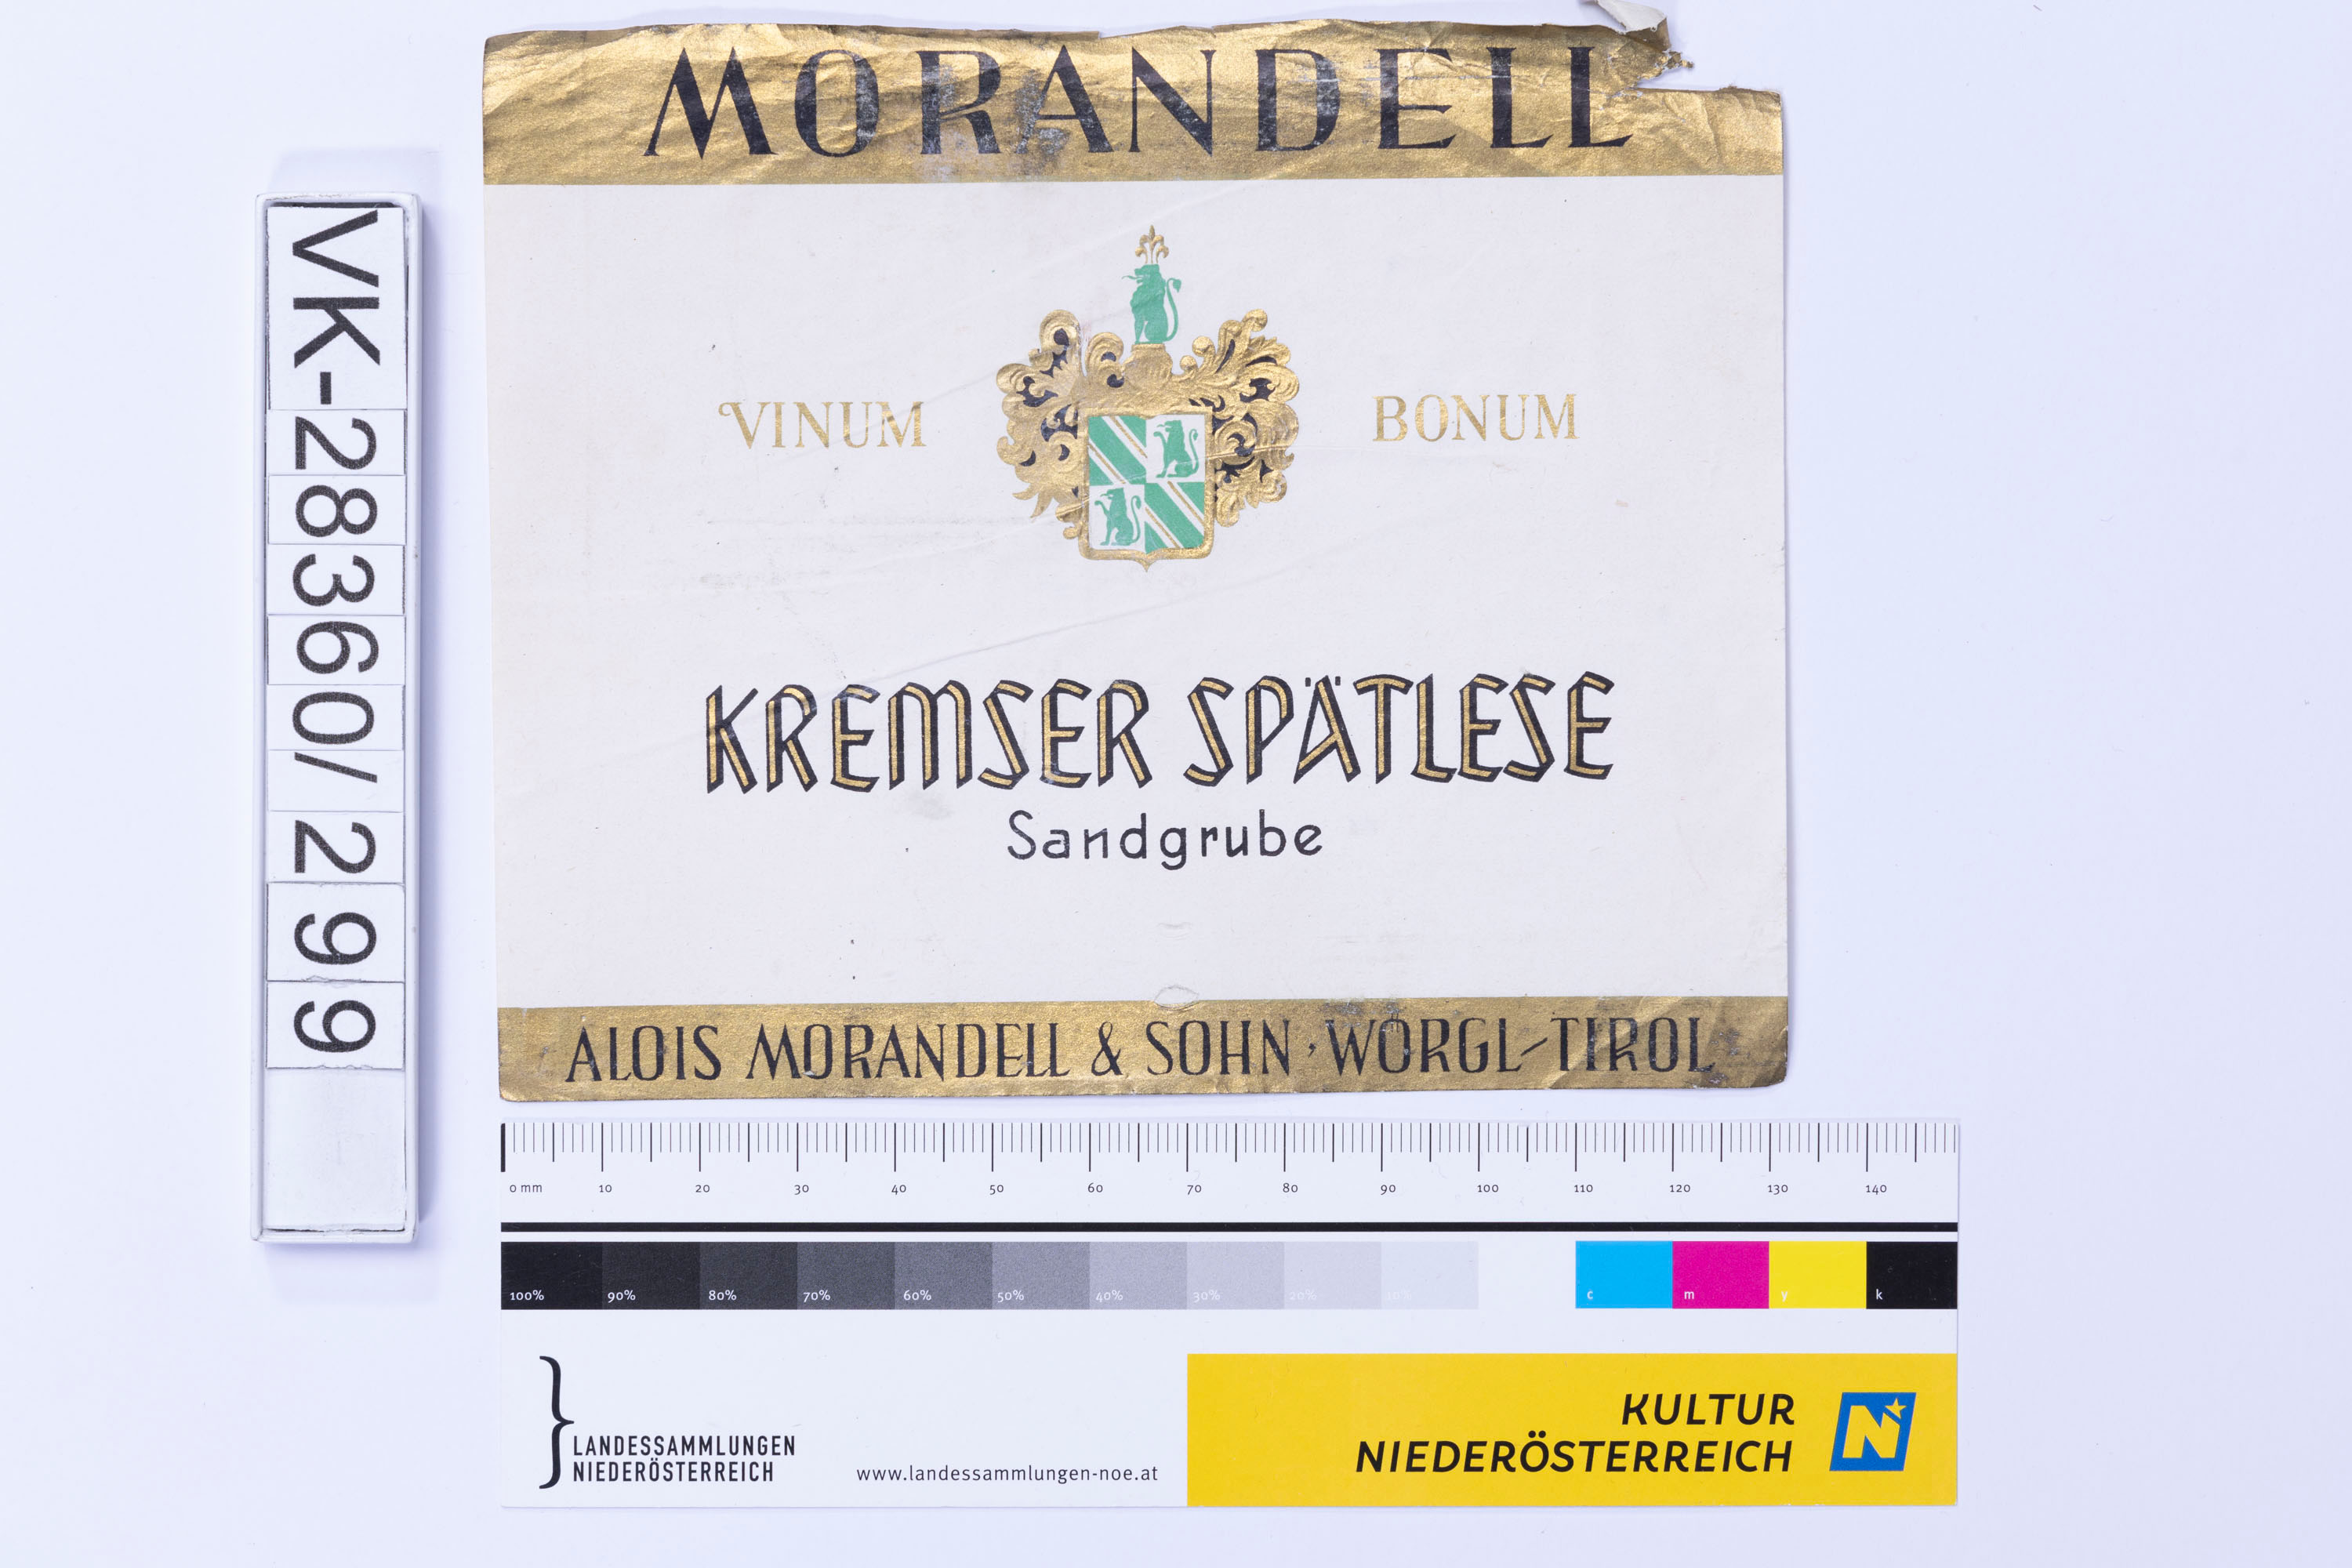 VK-28360/299
MORANDELL
VINUM BONUM
KREMSER SPÄTLESE
Sandgrube
ALOIS MORANDELL & SOHN · WÖRGL-TIROL
0 mm 10 20 30 40 50 60 70 80 90 100 110 120 130 140
100% 90% 80% 70% 60% 50% 40% 30% 20% 10% c m y k
LANDESSAMMLUNGEN
NIEDERÖSTERREICH
www.landessammlungen-noe.at
KULTUR
NIEDERÖSTERREICH
N